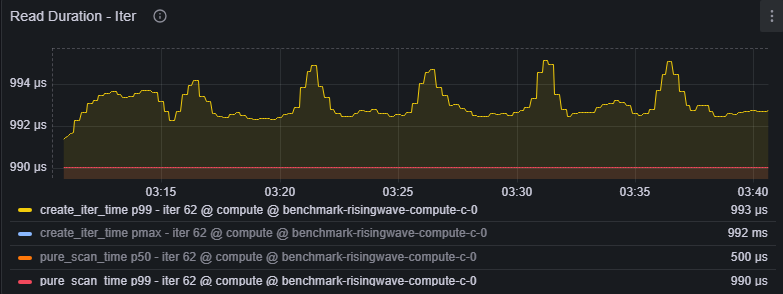 Read Duration - Iter
994 µs
992 µs
990 µs
03:15 03:20 03:25 03:30 03:35 03:40
create_iter_time p99 - iter 62 @ compute @ benchmark-risingwave-compute-c-0 993 µs
create_iter_time pmax - iter 62 @ compute @ benchmark-risingwave-compute-c-0 992 ms
pure_scan_time p50 - iter 62 @ compute @ benchmark-risingwave-compute-c-0 500 µs
pure_scan_time p99 - iter 62 @ compute @ benchmark-risingwave-compute-c-0 990 µs